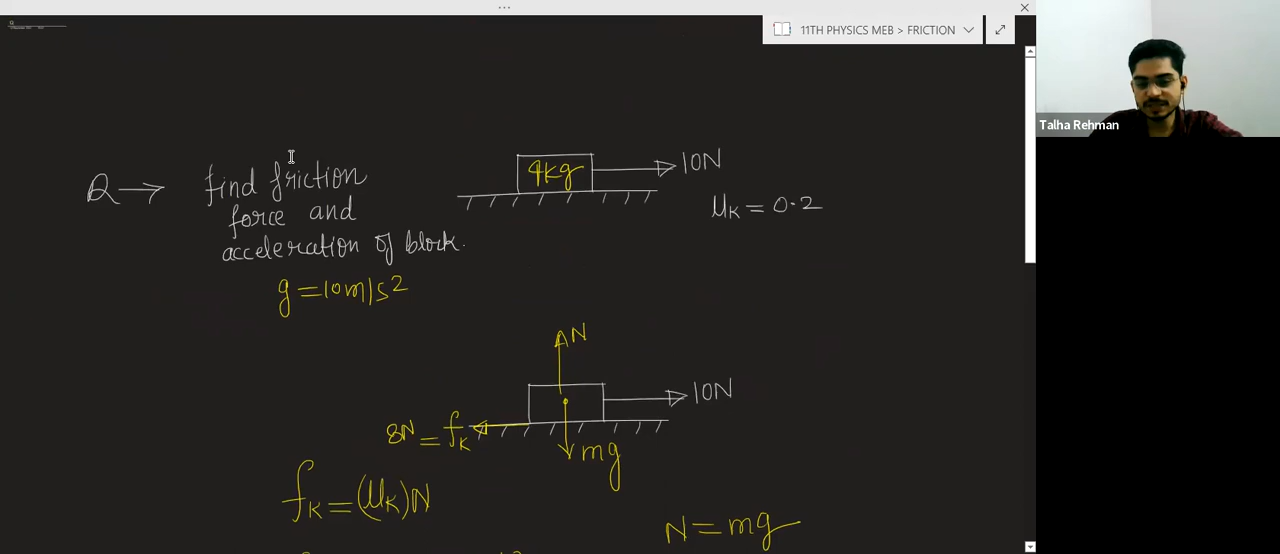 11TH PHYSICS MEB > FRICTION
Talha Rehman
Q → find friction
force and
acceleration of block.
g = 10m/s2
4kg
10N
μK = 0.2
N
10N
8N = fK
mg
fK = (μK)N
N = mg